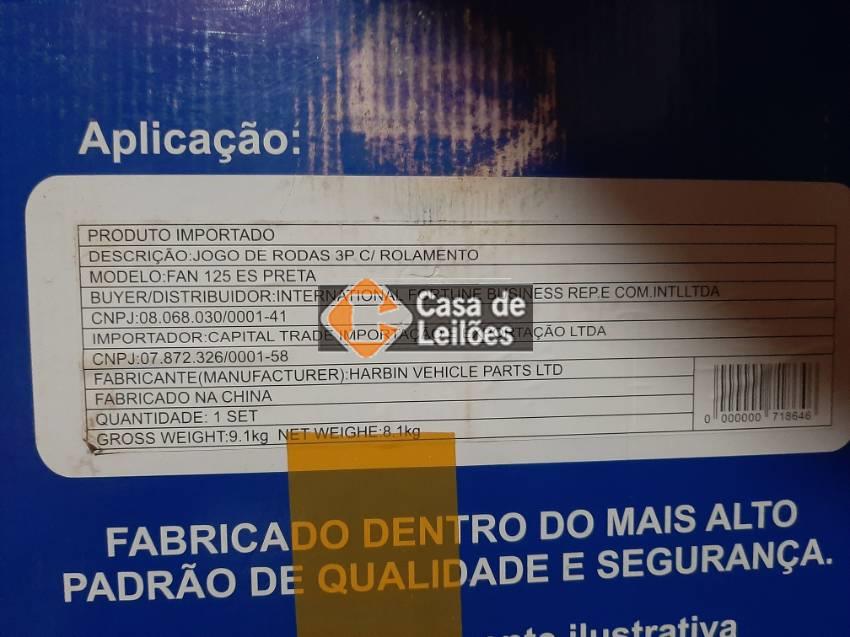 Aplicação:
PRODUTO IMPORTADO
DESCRIÇÃO:JOGO DE RODAS 3P C/ ROLAMENTO
MODELO:FAN 125 ES PRETA
BUYER/DISTRIBUIDOR:INTERNATIONAL FORTUNE BUSINESS REP.E COM.INTLLTDA
CNPJ:08.068.030/0001-41
IMPORTADOR:CAPITAL TRADE IMPORTAÇÃO LTDA
CNPJ:07.872.326/0001-58
FABRICANTE(MANUFACTURER):HARBIN VEHICLE PARTS LTD
FABRICADO NA CHINA
QUANTIDADE: 1 SET
GROSS WEIGHT:9.1kg NET WEIGHE:8.1kg
0 000000 718646
Casa de
Leilões
FABRICADO DENTRO DO MAIS ALTO
PADRÃO DE QUALIDADE E SEGURANÇA.
ilustrativa